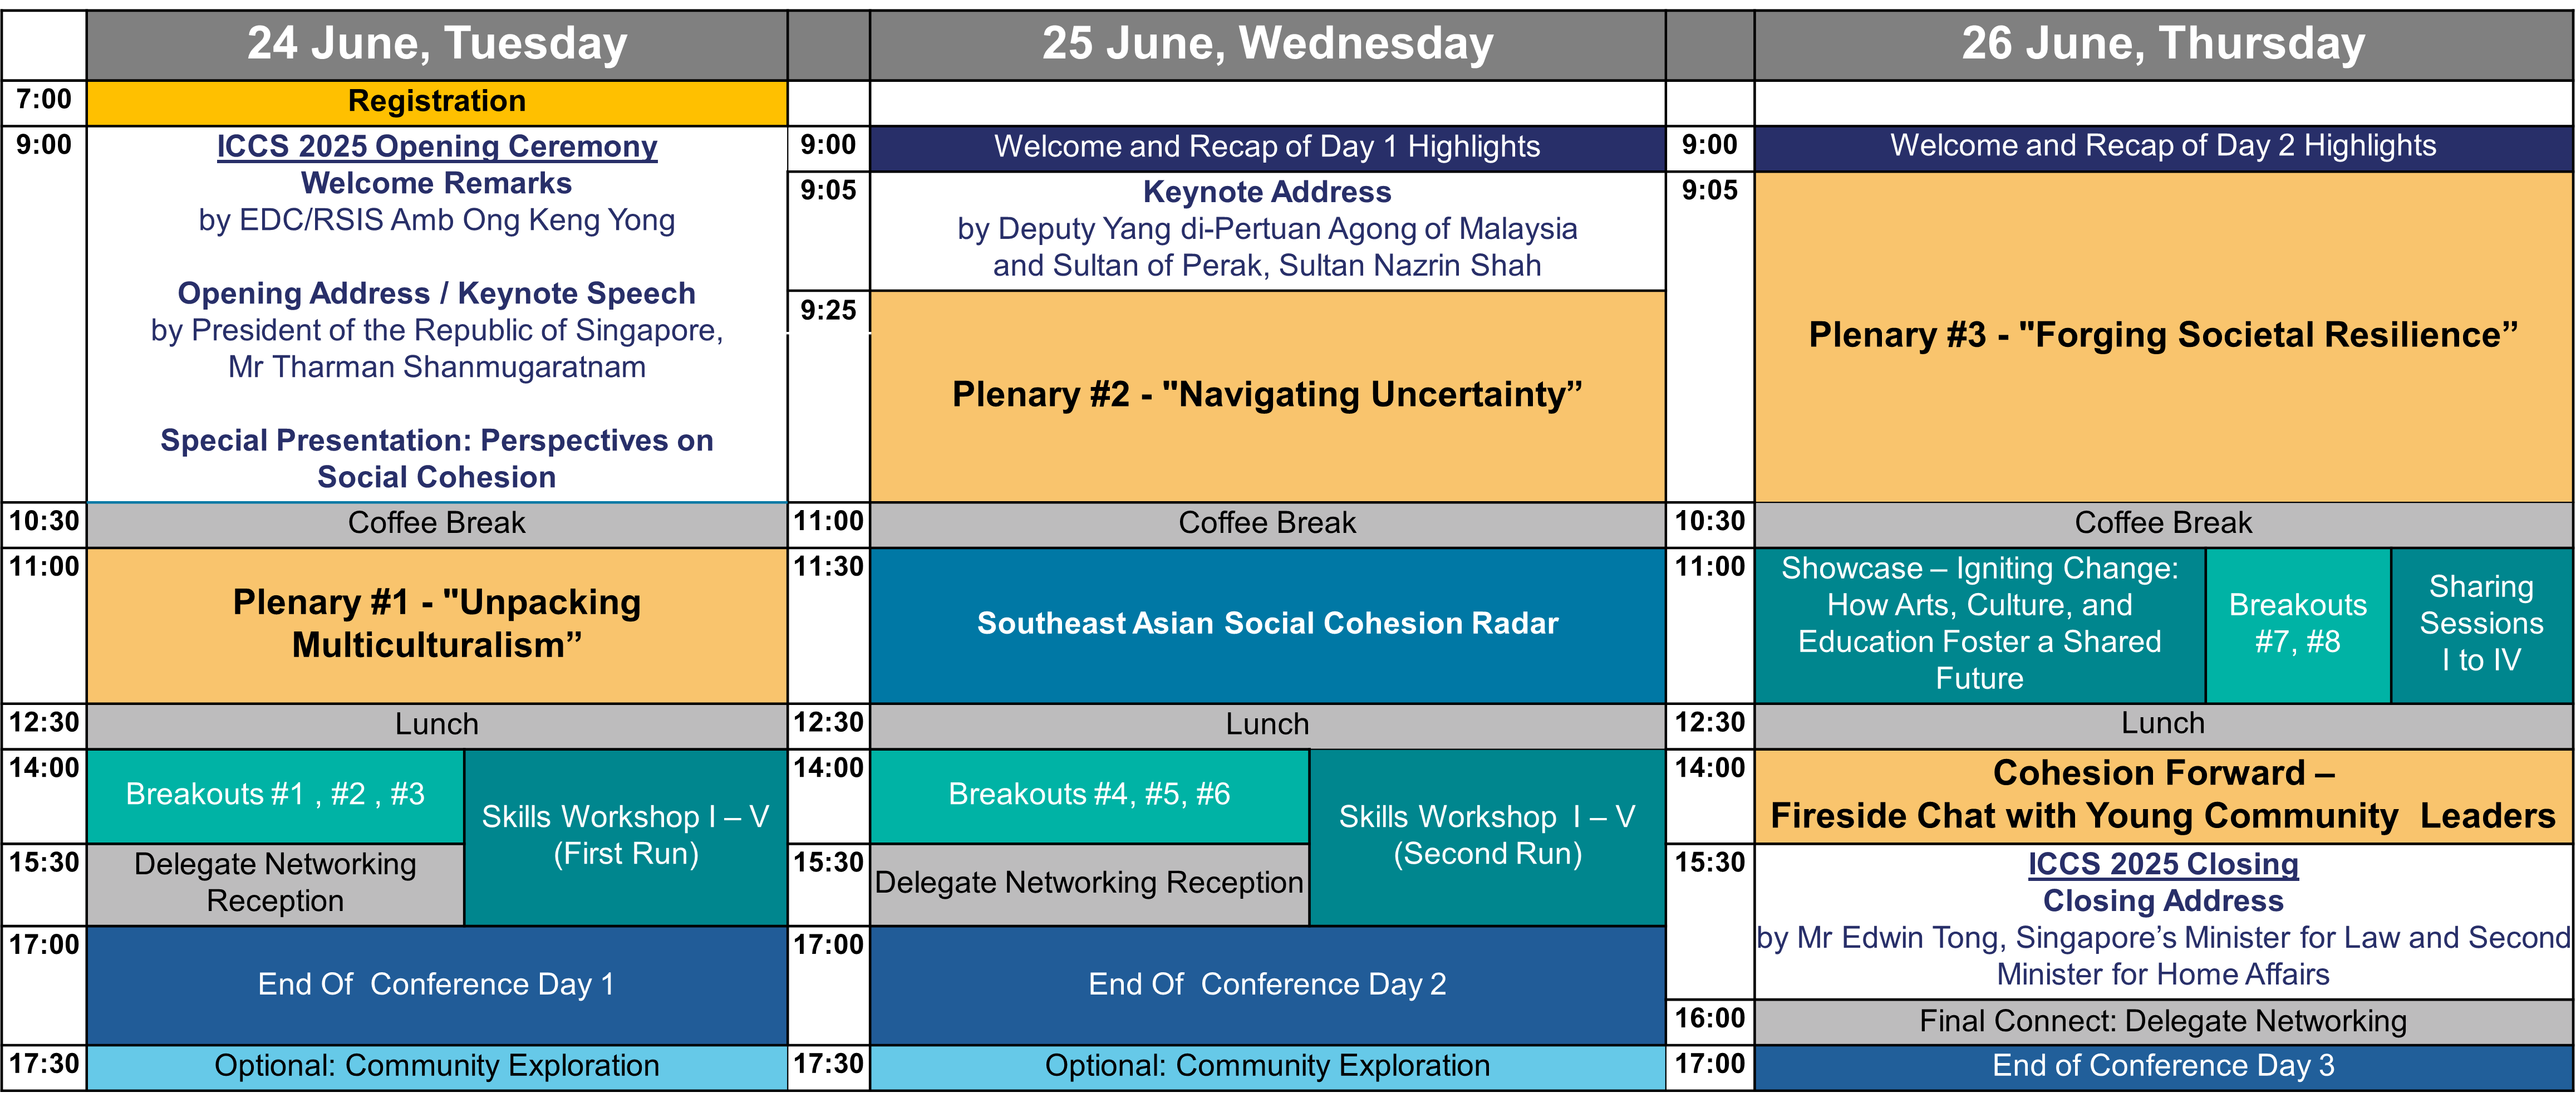 24 June, Tuesday
25 June, Wednesday
26 June, Thursday
7:00
Registration
9:00
ICCS 2025 Opening Ceremony
Welcome Remarks
by EDC/RSIS Amb Ong Keng Yong
Opening Address / Keynote Speech
by President of the Republic of Singapore,
Mr Tharman Shanmugaratnam
Special Presentation: Perspectives on
Social Cohesion
10:30
Coffee Break
11:00
Plenary #1 - "Unpacking
Multiculturalism”
12:30
Lunch
14:00
Breakouts #1 , #2 , #3
Skills Workshop I – V
(First Run)
15:30
Delegate Networking
Reception
17:00
End Of  Conference Day 1
17:30
Optional: Community Exploration
9:00
Welcome and Recap of Day 1 Highlights
9:05
Keynote Address
by Deputy Yang di-Pertuan Agong of Malaysia
and Sultan of Perak, Sultan Nazrin Shah
9:25
Plenary #2 - "Navigating Uncertainty”
11:00
Coffee Break
11:30
Southeast Asian Social Cohesion Radar
12:30
Lunch
14:00
Breakouts #4, #5, #6
Skills Workshop  I – V
(Second Run)
15:30
Delegate Networking Reception
17:00
End Of  Conference Day 2
17:30
Optional: Community Exploration
9:00
Welcome and Recap of Day 2 Highlights
9:05
Plenary #3 - "Forging Societal Resilience”
10:30
Coffee Break
11:00
Showcase – Igniting Change:
How Arts, Culture, and
Education Foster a Shared
Future
Breakouts
#7, #8
Sharing
Sessions
I to IV
12:30
Lunch
14:00
Cohesion Forward –
Fireside Chat with Young Community  Leaders
15:30
ICCS 2025 Closing
Closing Address
by Mr Edwin Tong, Singapore’s Minister for Law and Second
Minister for Home Affairs
16:00
Final Connect: Delegate Networking
17:00
End of Conference Day 3